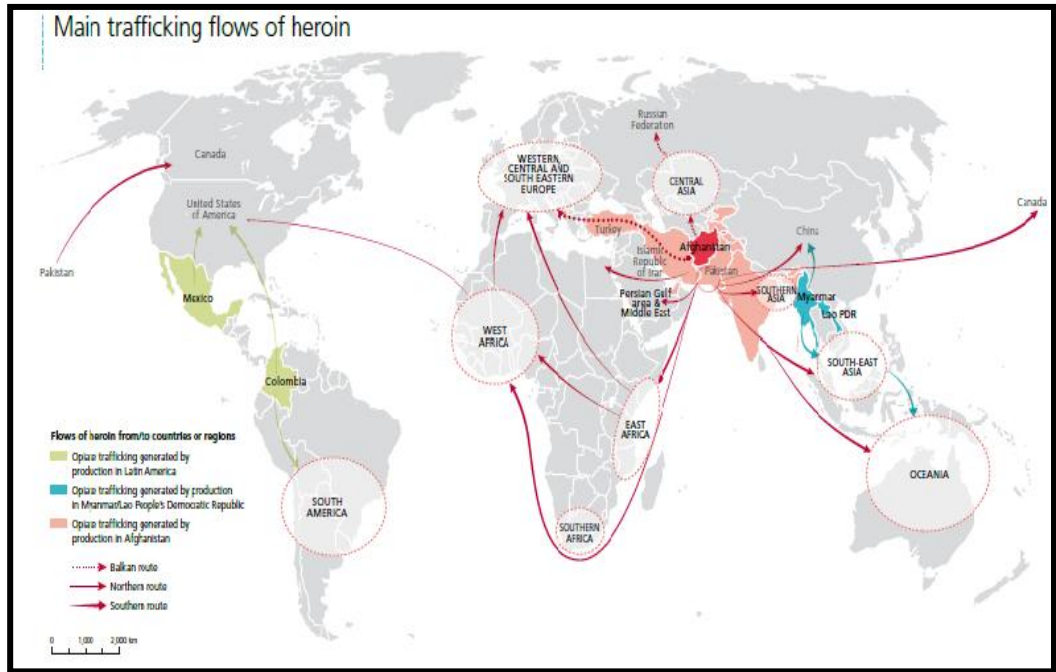 Main trafficking flows of heroin
Russian
Federaton
Canada
WESTERN,
CENTRAL AND
SOUTH EASTERN
EUROPE
CENTRAL
ASIA
United States
of America
Canada
Turkey
Afghanistan
China
Islamic
Republic
of Iran
Pakistan
Pakistan
Mexico
Persian Gulf
area &
Middle East
SOUTHERN
ASIA
Myanmar
Lao PDR
WEST
AFRICA
SOUTH-EAST
ASIA
Colombia
EAST
AFRICA
OCEANIA
SOUTH
AMERICA
SOUTHERN
AFRICA
Flows of heroin from/to countries or regions
Opiate trafficking generated by
production in Latin America
Opiate trafficking generated by production
in Myanmar/Lao People's Democratic Republic
Opiate trafficking generated by
production in Afghanistan
Balkan route
Northern route
Southern route
0 1,000 2,000 km